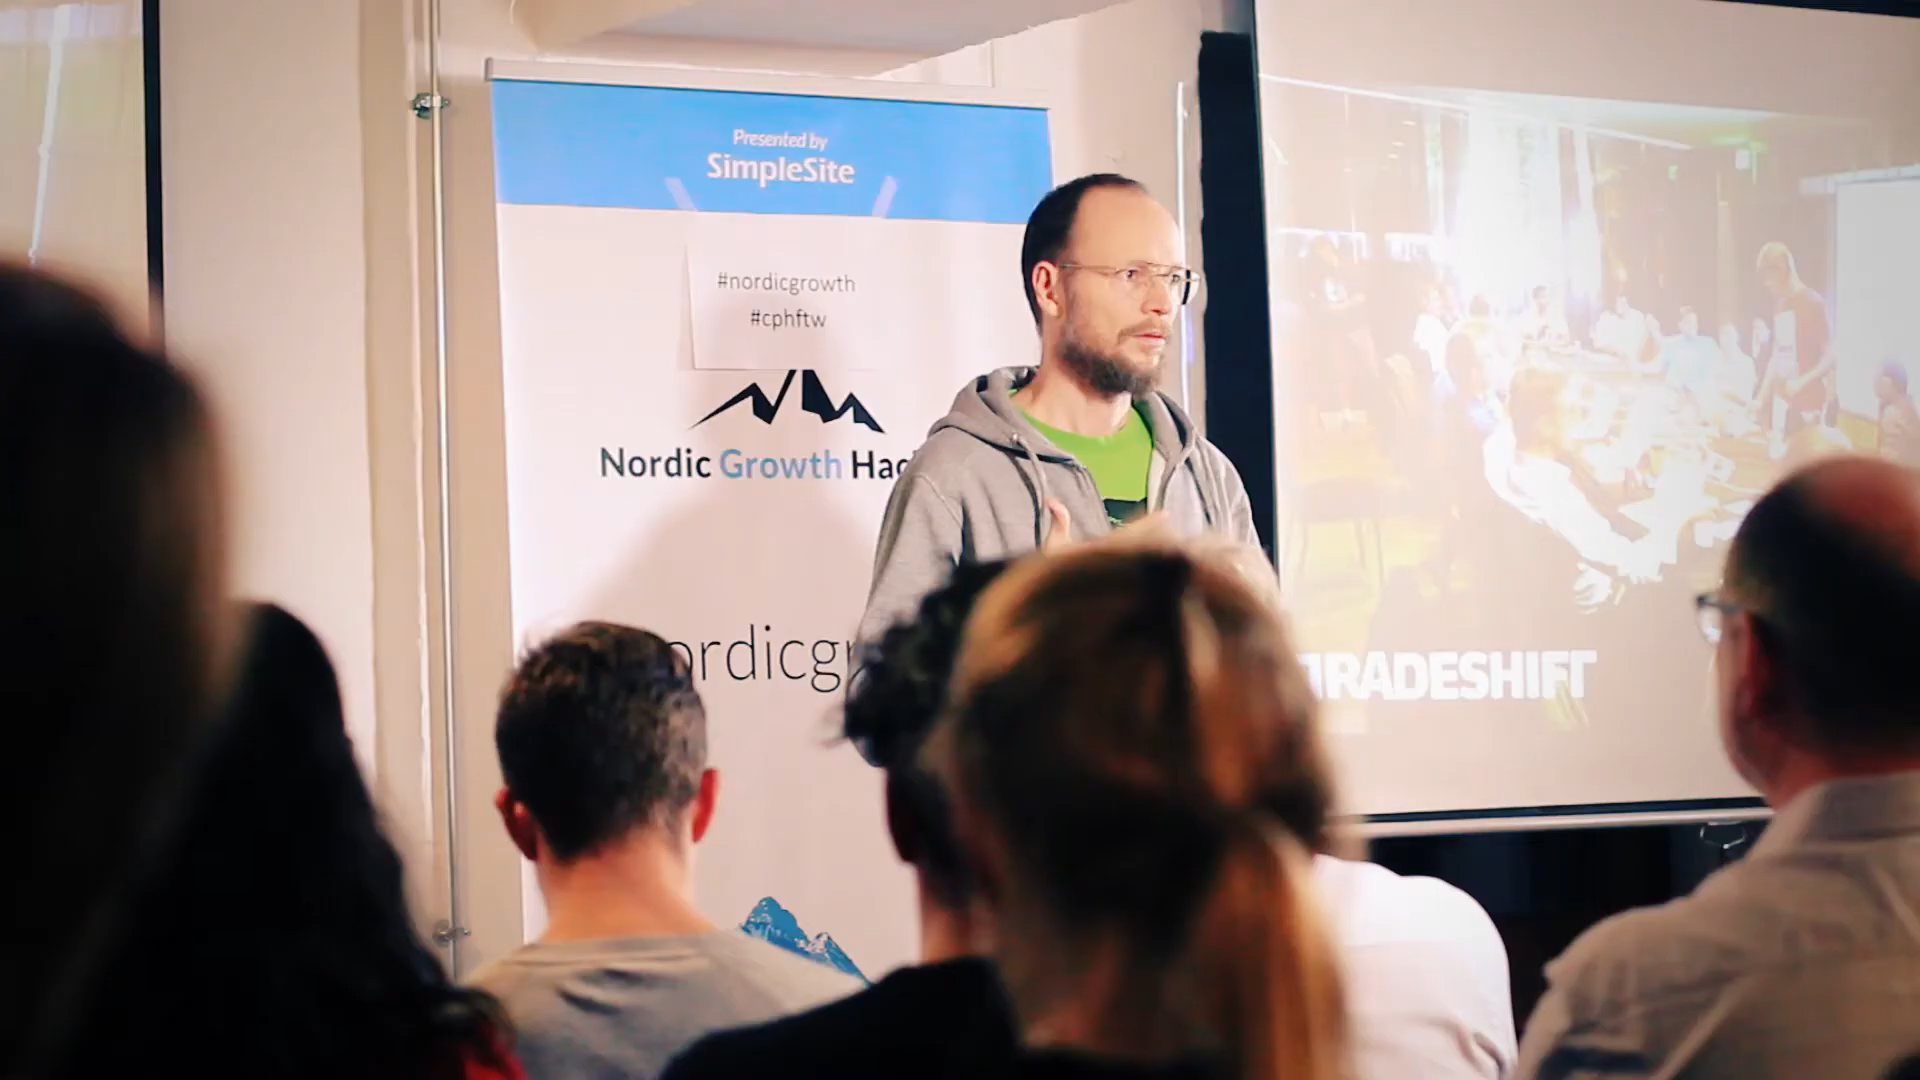 Presented by
SimpleSite
#nordicgrowth
#cphftw
Nordic Growth Hac
ordicgr
TRADESHIFT